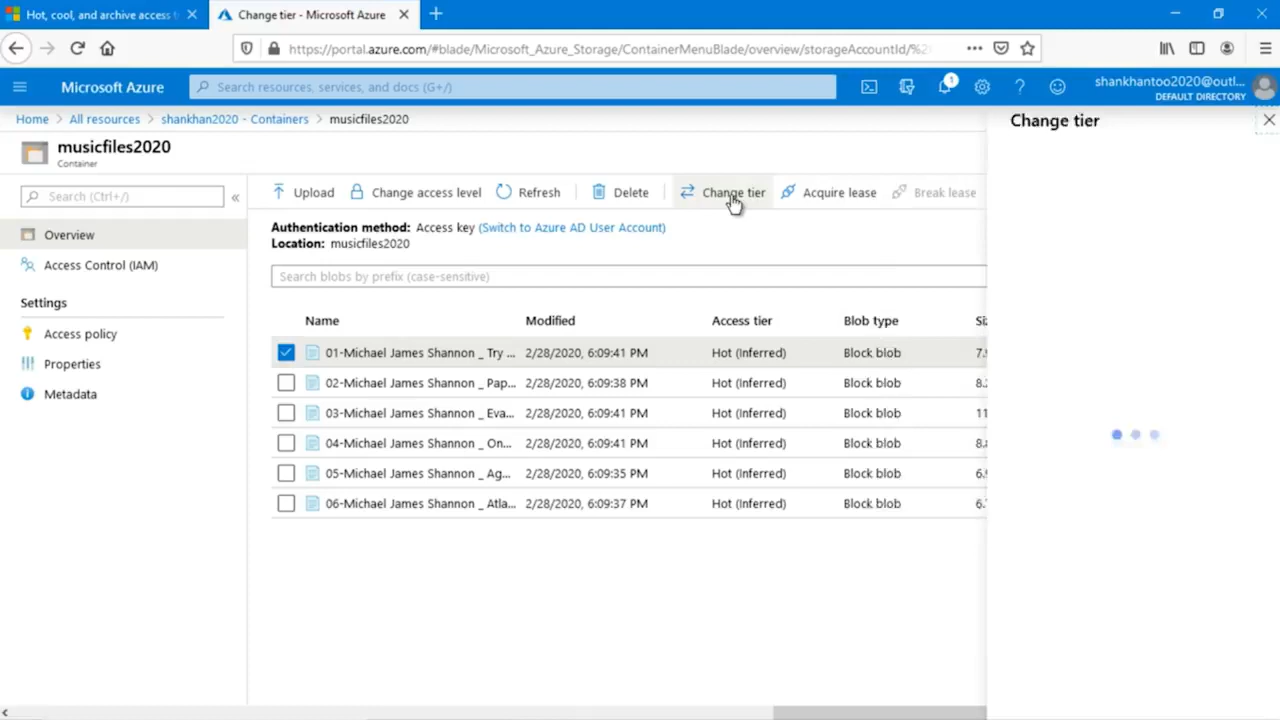 Hot, cool, and archive access t
Change tier - Microsoft Azure
https://portal.azure.com/#blade/Microsoft_Azure_Storage/ContainerMenuBlade/overview/storageAccountId/%2
Microsoft Azure
Search resources, services, and docs (G+/)
1
shankhantoo2020@outl...
DEFAULT DIRECTORY
Home > All resources > shankhan2020 - Containers > musicfiles2020
Change tier
musicfiles2020
Container
Search (Ctrl+/)
Upload Change access level Refresh Delete Change tier Acquire lease Break lease
Overview
Access Control (IAM)
Settings
Access policy
Properties
Metadata
Authentication method: Access key (Switch to Azure AD User Account)
Location: musicfiles2020
Search blobs by prefix (case-sensitive)
Name Modified Access tier Blob type
01-Michael James Shannon _ Try ... 2/28/2020, 6:09:41 PM Hot (Inferred) Block blob
02-Michael James Shannon _ Pap... 2/28/2020, 6:09:38 PM Hot (Inferred) Block blob 8.
03-Michael James Shannon _ Eva... 2/28/2020, 6:09:41 PM Hot (Inferred) Block blob 11
04-Michael James Shannon _ On... 2/28/2020, 6:09:41 PM Hot (Inferred) Block blob 8.
05-Michael James Shannon _ Ag... 2/28/2020, 6:09:35 PM Hot (Inferred) Block blob 6.
06-Michael James Shannon _ Atla... 2/28/2020, 6:09:37 PM Hot (Inferred) Block blob 6.